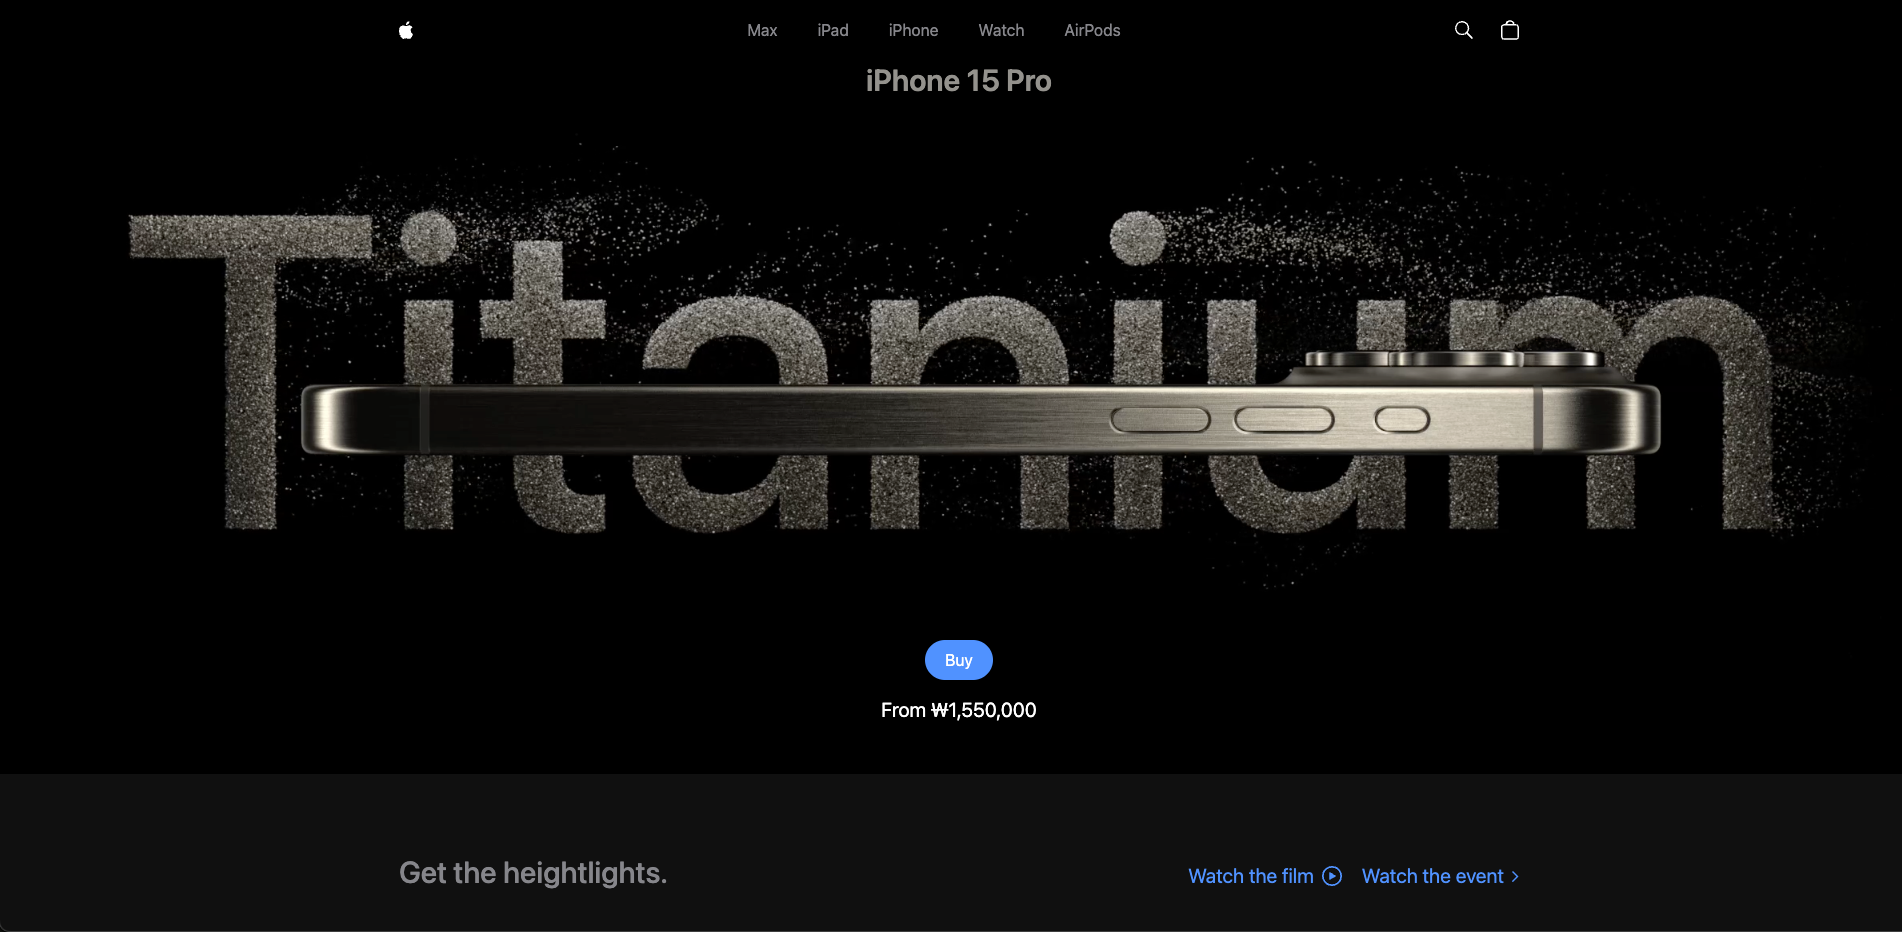 Max iPad iPhone Watch AirPods
iPhone 15 Pro
Titanium
Buy
From ₩1,550,000
Get the heightlights.
Watch the film Watch the event